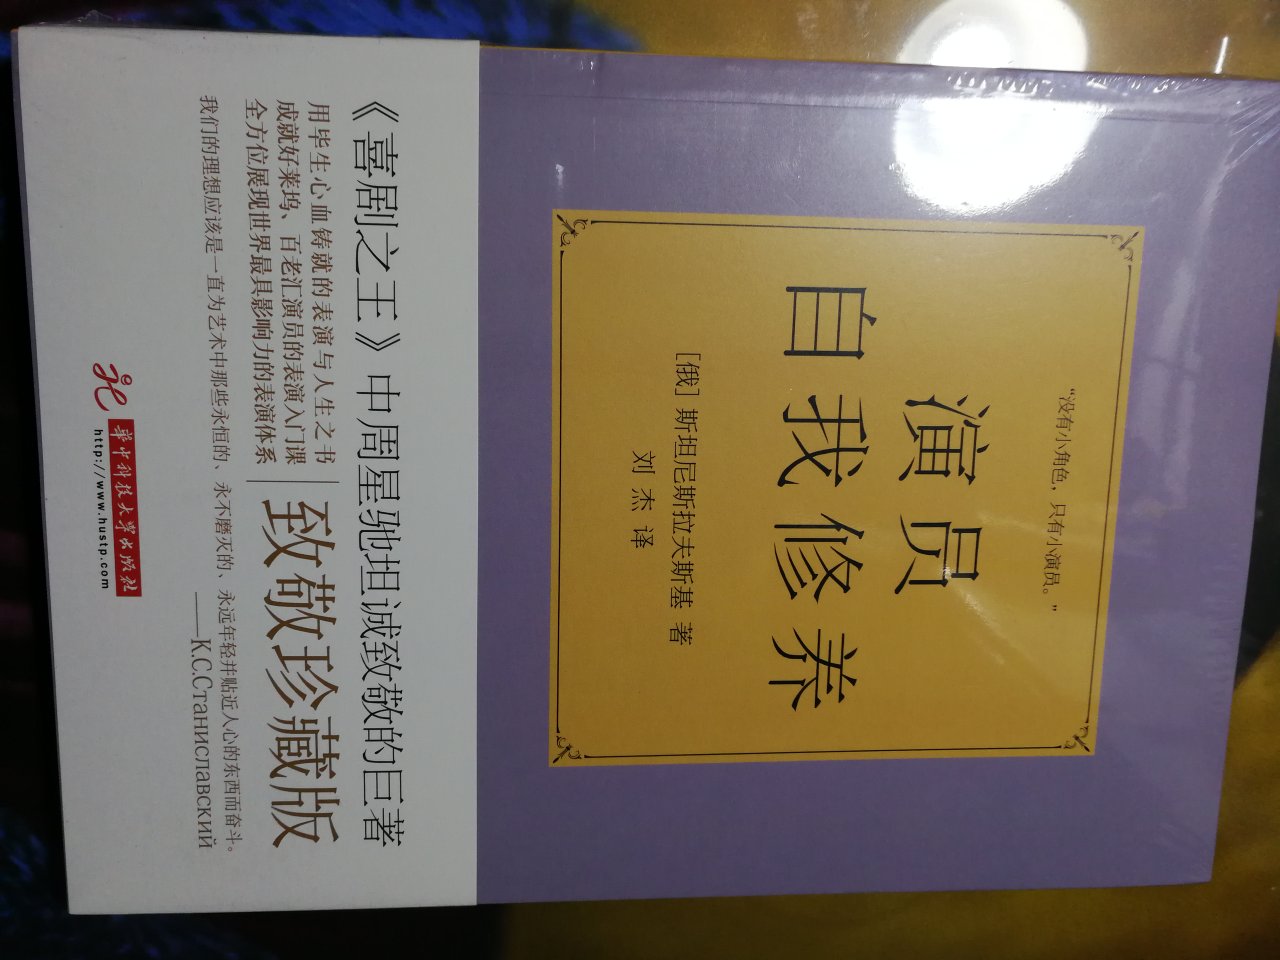 “没有小角色，只有小演员。”
演员
自我修养
[俄] 斯坦尼斯拉夫斯基 著
刘 杰 译
《喜剧之王》中周星驰坦诚致敬的巨著
用毕生心血铸就的表演与人生之书
成就好莱坞、百老汇演员的表演入门课
全方位展现世界最具影响力的表演体系
致敬珍藏版
我们的理想应该是一直为艺术中那些永恒的、永不磨灭的、永远年轻并贴近人心的东西而奋斗。
——К.С.Станиславский
华中科技大学出版社
http://www.hustp.com